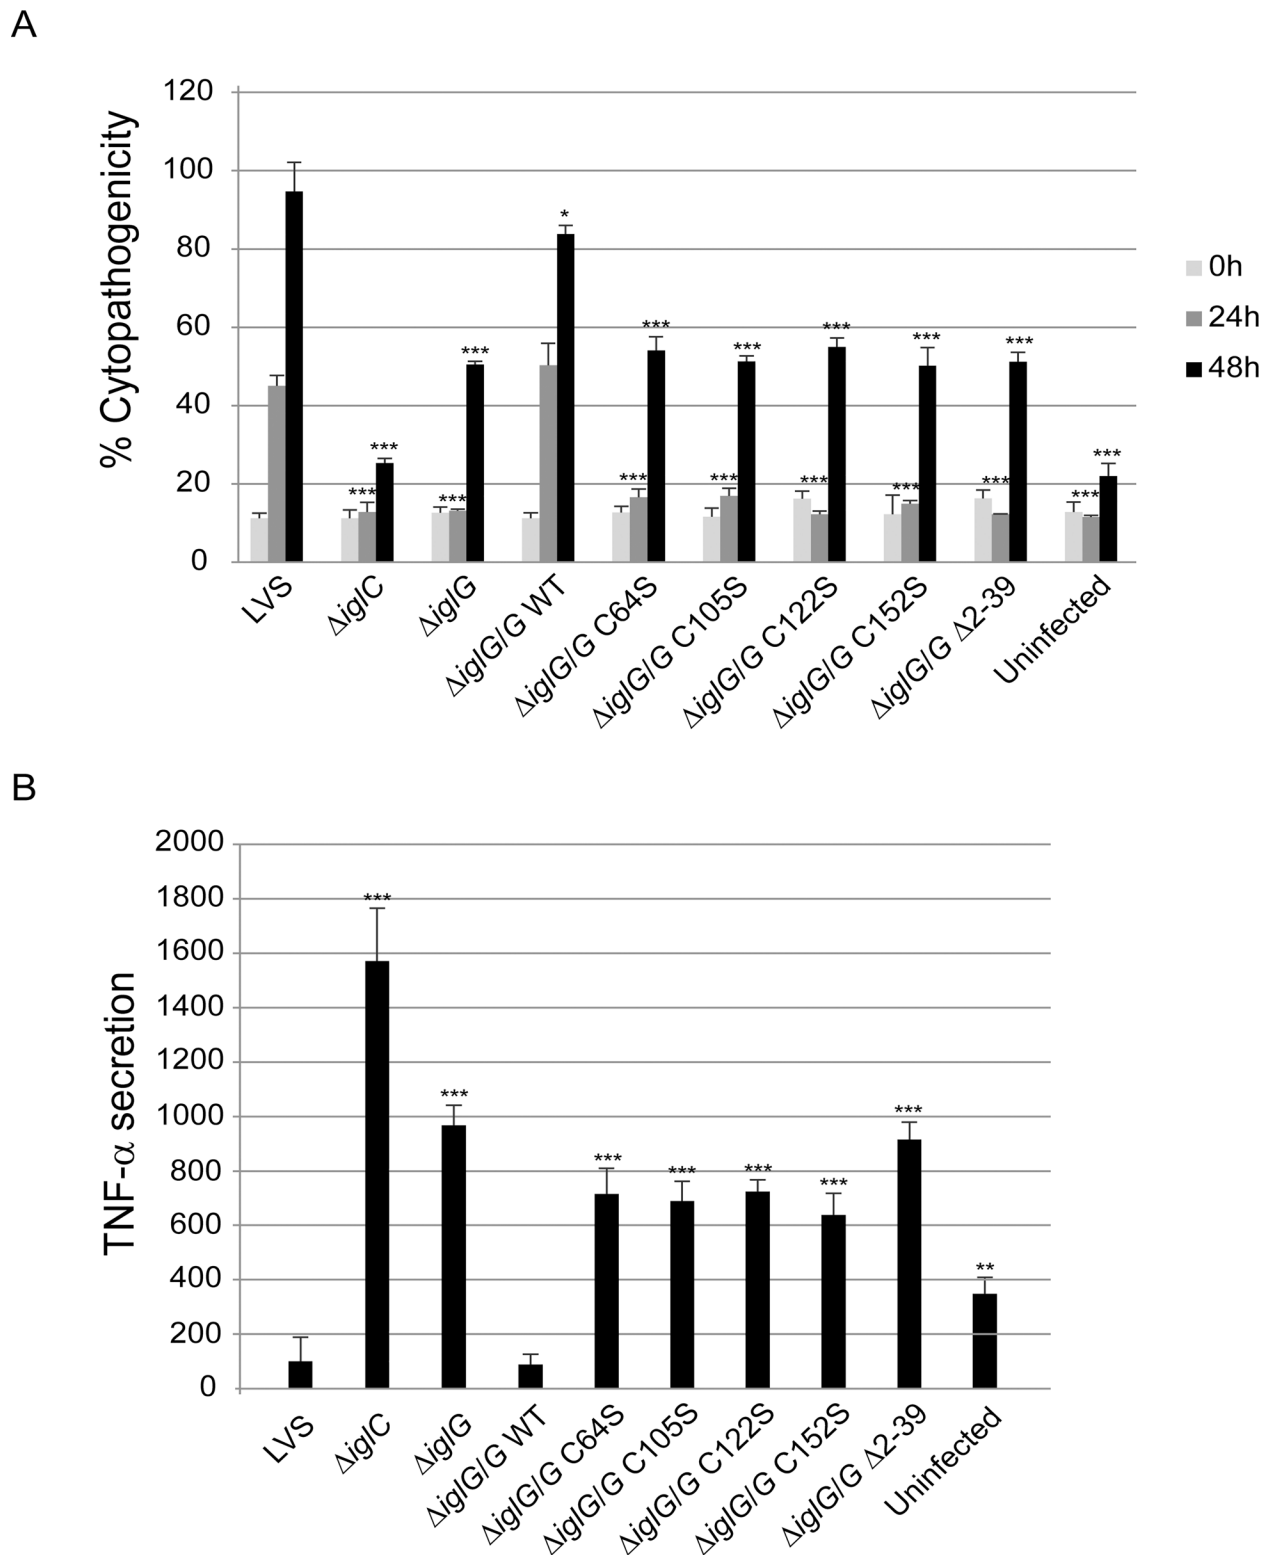 A
% Cytopathogenicity
120
100
80
60
40
20
0
***
***
***
***
*
***
***
***
***
***
***
***
***
***
***
***
***
0h
24h
48h
LVS
ΔiglC
ΔiglG
ΔiglG/G WT
ΔiglG/G C64S
ΔiglG/G C105S
ΔiglG/G C122S
ΔiglG/G C152S
ΔiglG/G Δ2-39
Uninfected
B
TNF-α secretion
2000
1800
1600
1400
1200
1000
800
600
400
200
0
***
***
***
***
***
***
***
**
LVS
ΔiglC
ΔiglG
ΔiglG/G WT
ΔiglG/G C64S
ΔiglG/G C105S
ΔiglG/G C122S
ΔiglG/G C152S
ΔiglG/G Δ2-39
Uninfected